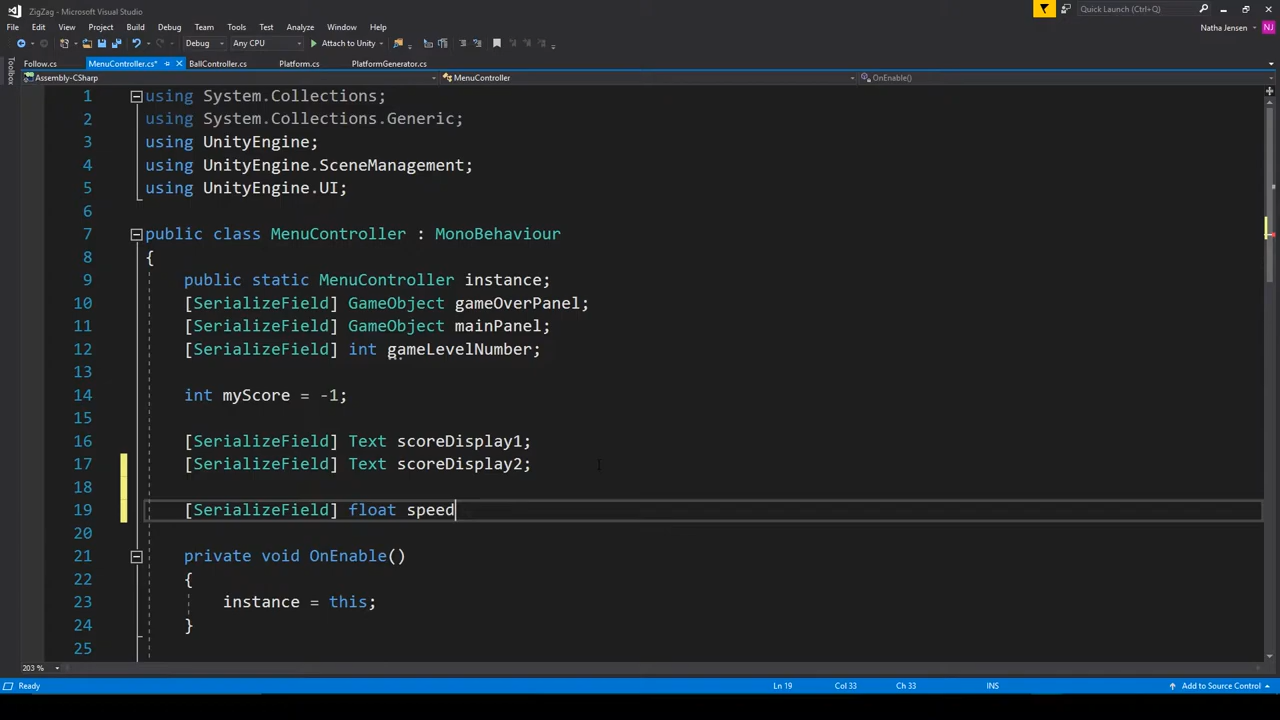 ZigZag - Microsoft Visual Studio
Quick Launch (Ctrl+Q)
File Edit View Project Build Debug Team Tools Test Analyze Window Help
Natha Jensen NJ
Debug Any CPU Attach to Unity
Toolbox
Follow.cs MenuController.cs* BallController.cs Platform.cs PlatformGenerator.cs
Assembly-CSharp MenuController OnEnable()
1 using System.Collections;
2 using System.Collections.Generic;
3 using UnityEngine;
4 using UnityEngine.SceneManagement;
5 using UnityEngine.UI;
6
7 public class MenuController : MonoBehaviour
8 {
9 public static MenuController instance;
10 [SerializeField] GameObject gameOverPanel;
11 [SerializeField] GameObject mainPanel;
12 [SerializeField] int gameLevelNumber;
13
14 int myScore = -1;
15
16 [SerializeField] Text scoreDisplay1;
17 [SerializeField] Text scoreDisplay2;
18
19 [SerializeField] float speed
20
21 private void OnEnable()
22 {
23 instance = this;
24 }
25
203 %
Ready Ln 19 Col 33 Ch 33 INS Add to Source Control